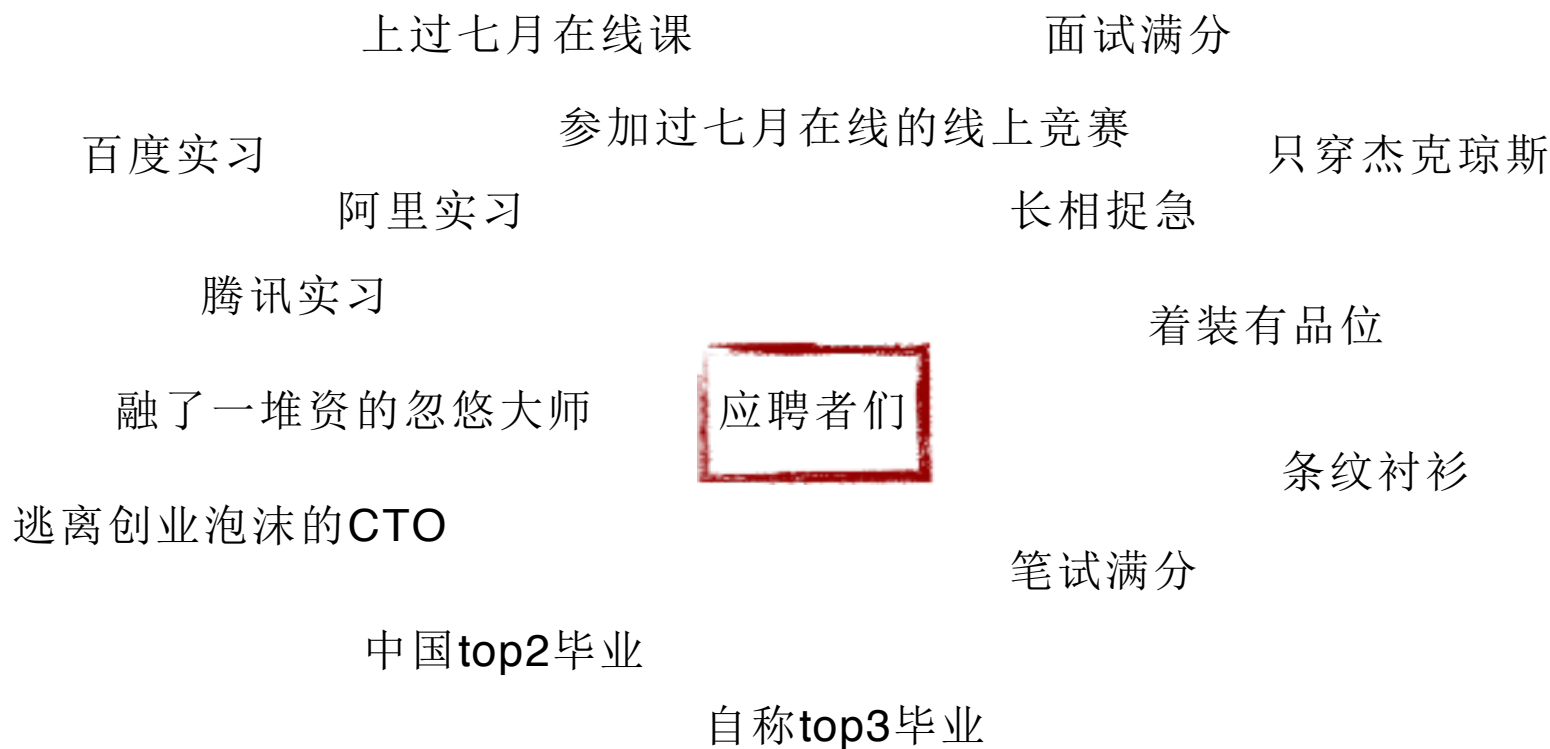 上过七月在线课
面试满分
参加过七月在线的线上竞赛
百度实习
只穿杰克琼斯
阿里实习
长相捉急
腾讯实习
着装有品位
融了一堆资的忽悠大师
应聘者们
条纹衬衫
逃离创业泡沫的CTO
笔试满分
中国top2毕业
自称top3毕业